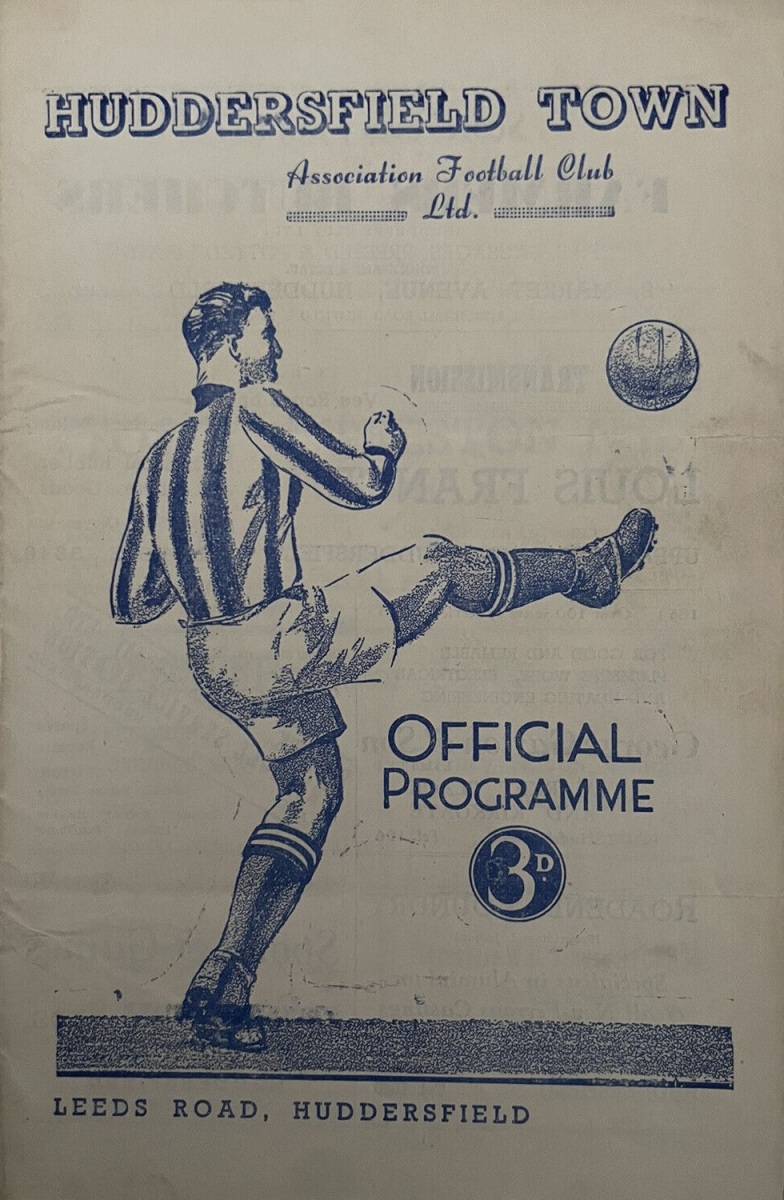 HUDDERSFIELD TOWN
Association Football Club
Ltd.
OFFICIAL
PROGRAMME
3D.
LEEDS ROAD, HUDDERSFIELD